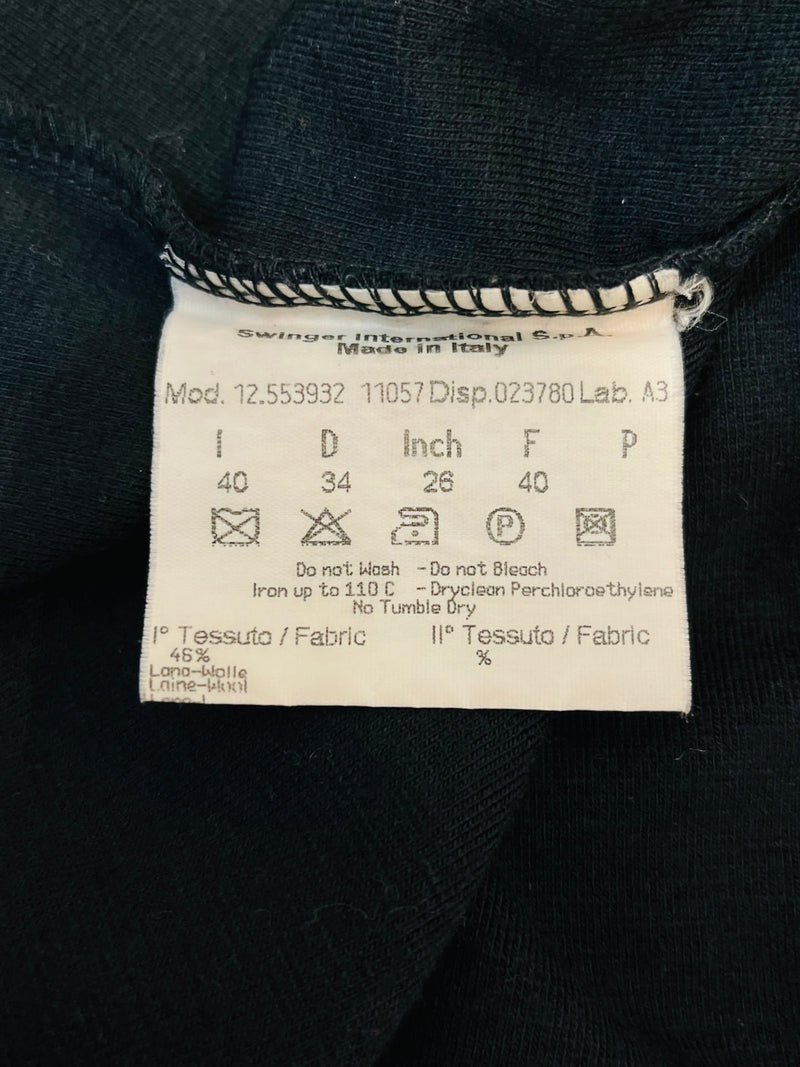 Swinger International S.p.A.
Made in Italy
Mod. 12.553932 11057 Disp.023780 Lab. A3
I D Inch F P
40 34 26 40
P
Do not Wash - Do not Bleach
Iron up to 110 C - Dryclean Perchloroethylene
No Tumble Dry
I° Tessuto / Fabric II° Tessuto / Fabric
46% %
Lana-Wolle
Laine-Wool